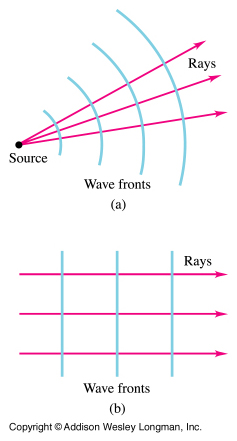 Rays
Source
Wave fronts
(a)
Rays
Wave fronts
(b)
Copyright © Addison Wesley Longman, Inc.